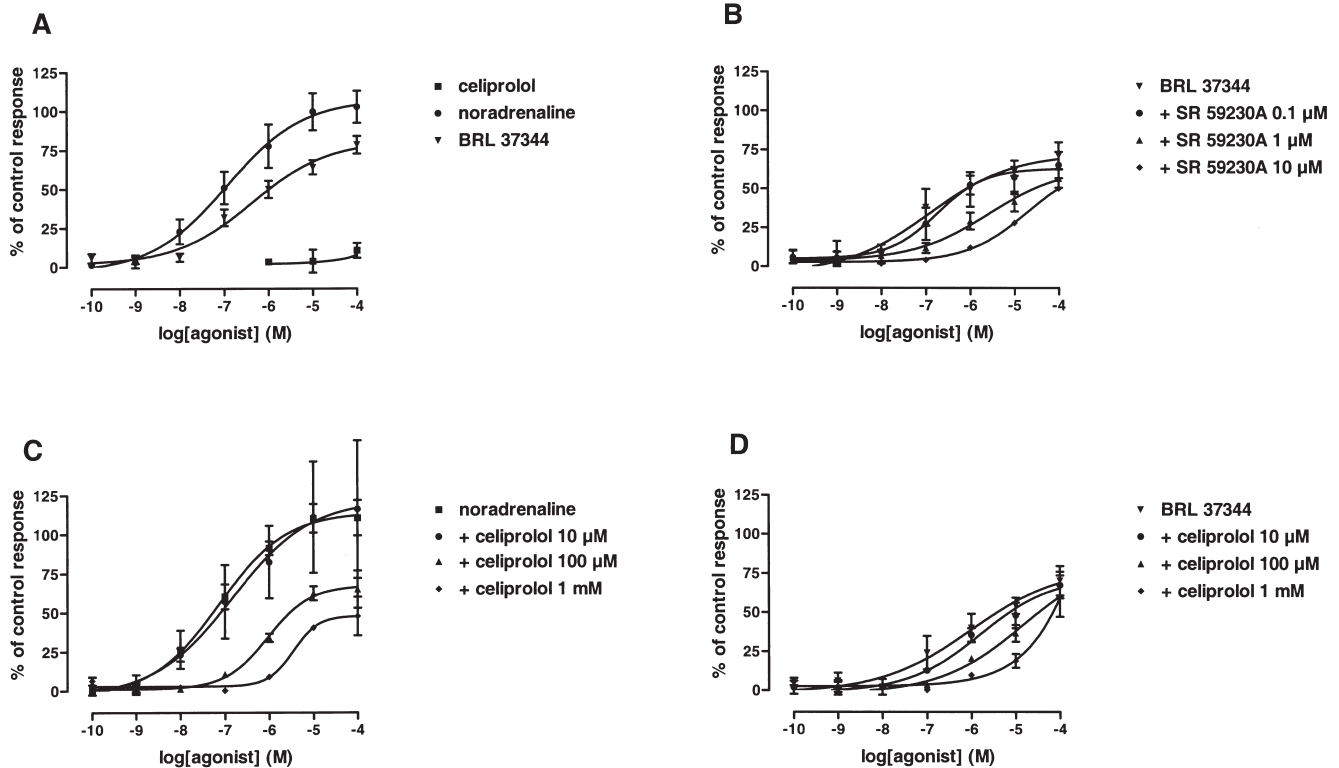 A
% of control response
125
100
75
50
25
0
-10 -9 -8 -7 -6 -5 -4
log[agonist] (M)
celiprolol
noradrenaline
BRL 37344
B
% of control response
125
100
75
50
25
0
-10 -9 -8 -7 -6 -5 -4
log[agonist] (M)
BRL 37344
+ SR 59230A 0.1 µM
+ SR 59230A 1 µM
+ SR 59230A 10 µM
C
% of control response
125
100
75
50
25
0
-10 -9 -8 -7 -6 -5 -4
log[agonist] (M)
noradrenaline
+ celiprolol 10 µM
+ celiprolol 100 µM
+ celiprolol 1 mM
D
% of control response
125
100
75
50
25
0
-10 -9 -8 -7 -6 -5 -4
log[agonist] (M)
BRL 37344
+ celiprolol 10 µM
+ celiprolol 100 µM
+ celiprolol 1 mM